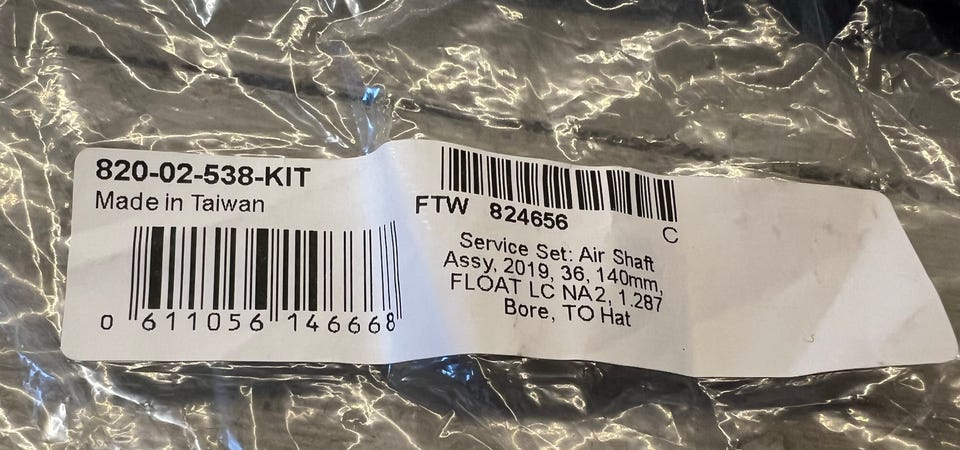 820-02-538-KIT
Made in Taiwan
0 611056 146668
FTW 824656
C
Service Set: Air Shaft
Assy, 2019, 36, 140mm,
FLOAT LC NA2, 1.287
Bore, TO Hat